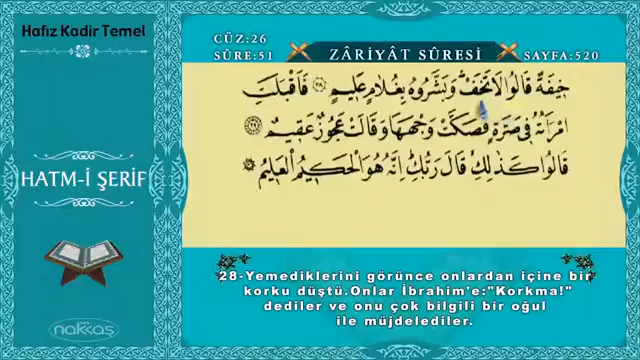 Hafız Kadir Temel
CÜZ:26
SÛRE:51
ZÂRİYÂT SÛRESİ
SAYFA:520
خ۪يفَةًۜ قَالُوا لَا تَخَفْۜ وَبَشَّرُوهُ بِغُلَامٍ عَل۪يمٍ ﴿٢٨﴾ فَاَقْبَلَتِ
امْرَاَتُهُ ف۪ي صَرَّةٍ فَصَكَّتْ وَجْهَهَا وَقَالَتْ عَجُوزٌ عَق۪يمٌ ﴿٢٩﴾
قَالُوا كَذٰلِكِۙ قَالَ رَبُّكِۜ اِنَّهُ هُوَ الْحَك۪يمُ الْعَل۪يمُ ﴿٣٠﴾
HATM-İ ŞERİF
28-Yemediklerini görünce onlardan içine bir
korku düştü.Onlar İbrahim'e:"Korkma!"
dediler ve onu çok bilgili bir oğul
ile müjdelediler.
nakkaş